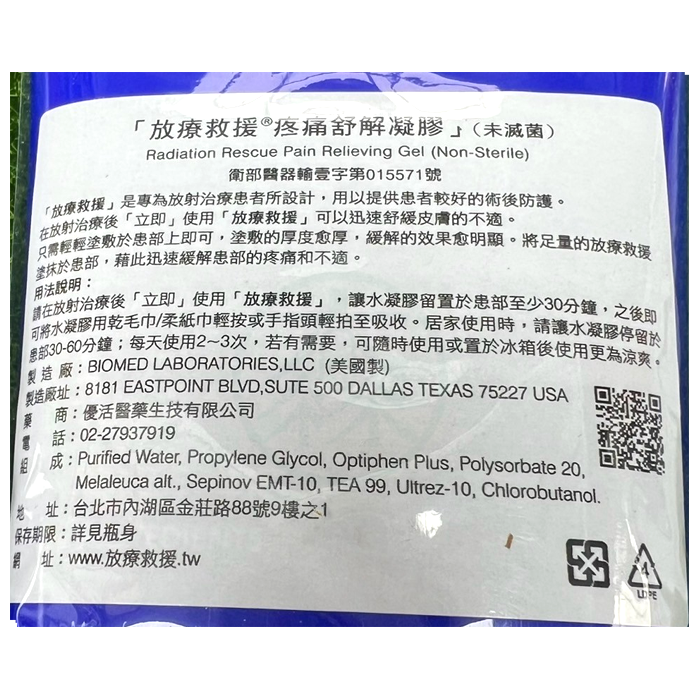 「放療救援®疼痛舒解凝膠」(未滅菌)
Radiation Rescue Pain Relieving Gel (Non-Sterile)
衛部醫器輸壹字第015571號
「放療救援」是專為放射治療患者所設計，用以提供患者較好的術後防護。
在放射治療後「立即」使用「放療救援」可以迅速舒緩皮膚的不適。
只需輕輕塗敷於患部上即可，塗敷的厚度愈厚，緩解的效果愈明顯。將足量的放療救援
塗抹於患部，藉此迅速緩解患部的疼痛和不適。
用法說明：
請在放射治療後「立即」使用「放療救援」，讓水凝膠留置於患部至少30分鐘，之後即
可將水凝膠用乾毛巾/柔紙巾輕按或手指頭輕拍至吸收。居家使用時，請讓水凝膠停留於
患部30-60分鐘；每天使用2~3次，若有需要，可隨時使用或置於冰箱後使用更為涼爽。
製造廠：BIOMED LABORATORIES,LLC (美國製)
製造廠址：8181 EASTPOINT BLVD,SUTE 500 DALLAS TEXAS 75227 USA
藥商：優活醫藥生技有限公司
電話：02-27937919
組成：Purified Water, Propylene Glycol, Optiphen Plus, Polysorbate 20,
Melaleuca alt., Sepinov EMT-10, TEA 99, Ultrez-10, Chlorobutanol.
地址：台北市內湖區金莊路88號9樓之1
保存期限：詳見瓶身
網址：www.放療救援.tw
4
LDPE